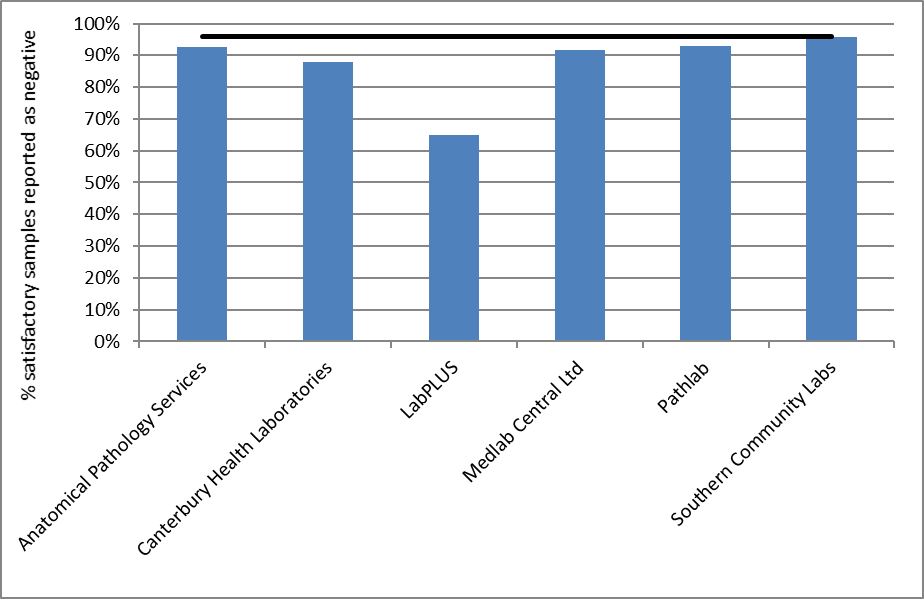 % satisfactory samples reported as negative
100%
90%
80%
70%
60%
50%
40%
30%
20%
10%
0%
Anatomical Pathology Services
Canterbury Health Laboratories
LabPLUS
Medlab Central Ltd
Pathlab
Southern Community Labs